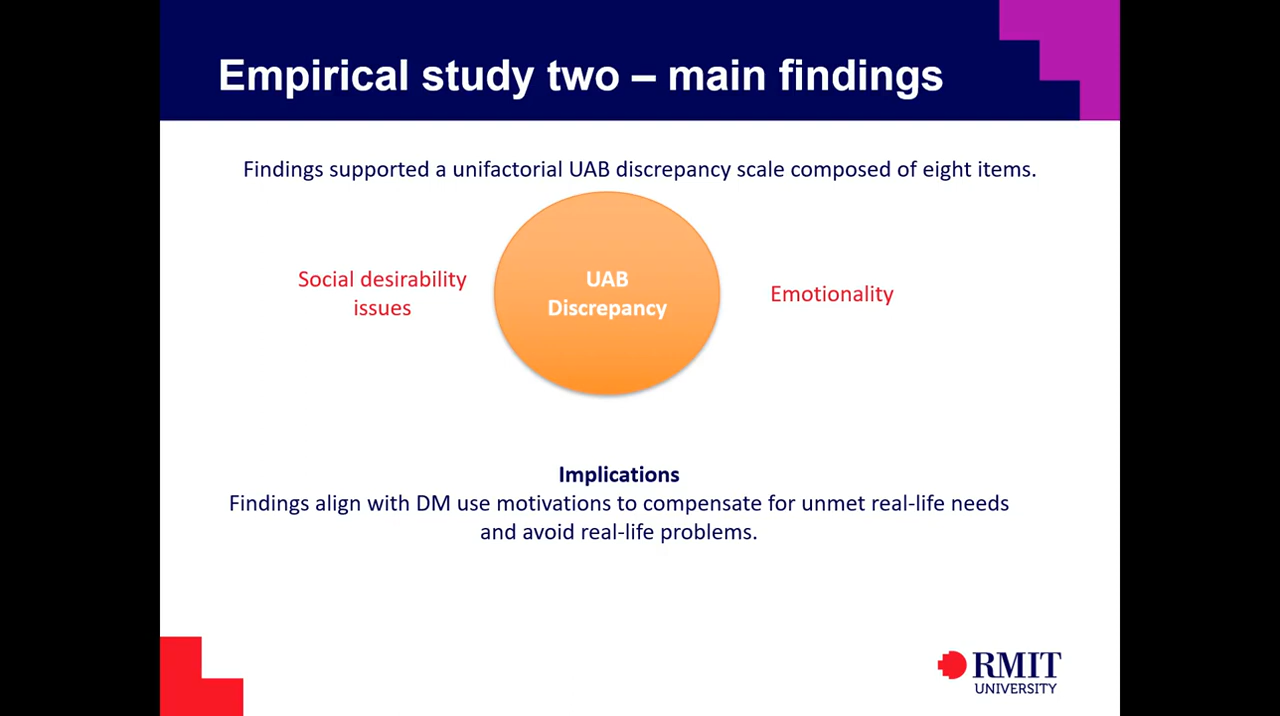 Empirical study two – main findings
Findings supported a unifactorial UAB discrepancy scale composed of eight items.
Social desirability
issues
UAB
Discrepancy
Emotionality
Implications
Findings align with DM use motivations to compensate for unmet real-life needs
and avoid real-life problems.
RMIT
UNIVERSITY